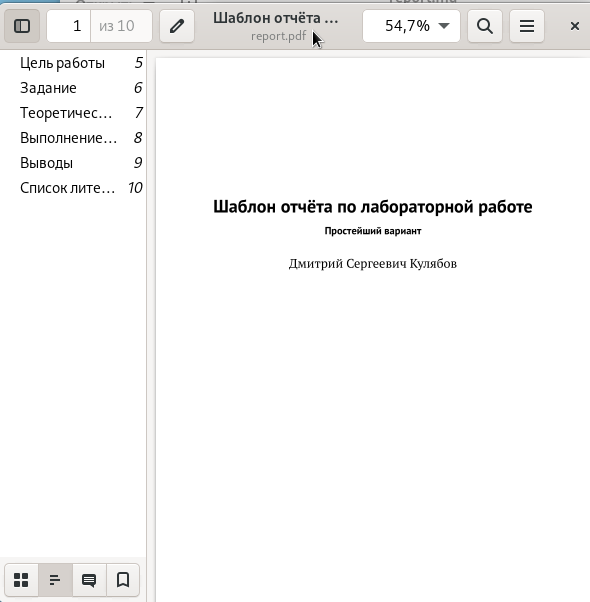 1 из 10
Шаблон отчёта ...
report.pdf
54,7%
Цель работы 5
Задание 6
Теоретичес... 7
Выполнение... 8
Выводы 9
Список лите... 10
Шаблон отчёта по лабораторной работе
Простейший вариант
Дмитрий Сергеевич Кулябов